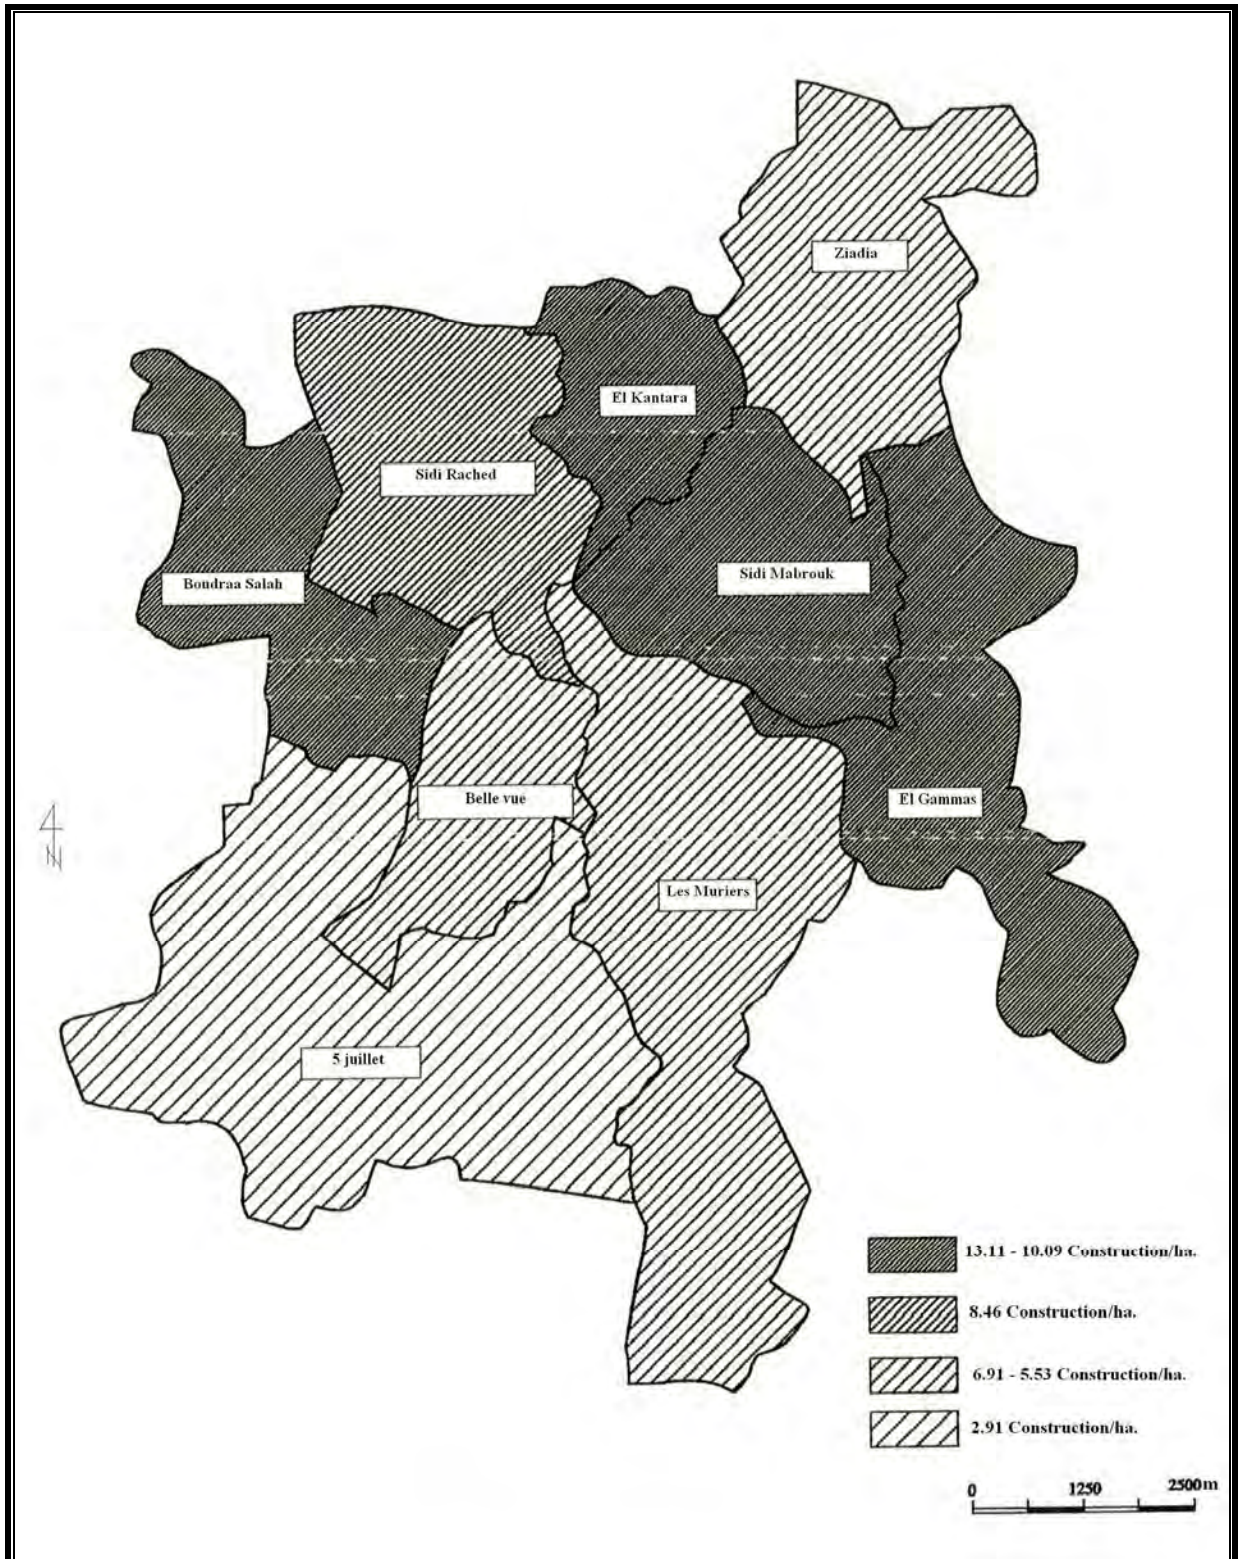 Ziadia
El Kantara
Sidi Rached
Sidi Mabrouk
Boudraa Salah
Belle vue
El Gammas
Les Muriers
5 juillet
N
13.11 - 10.09 Construction/ha.
8.46 Construction/ha.
6.91 - 5.53 Construction/ha.
2.91 Construction/ha.
0 1250 2500m